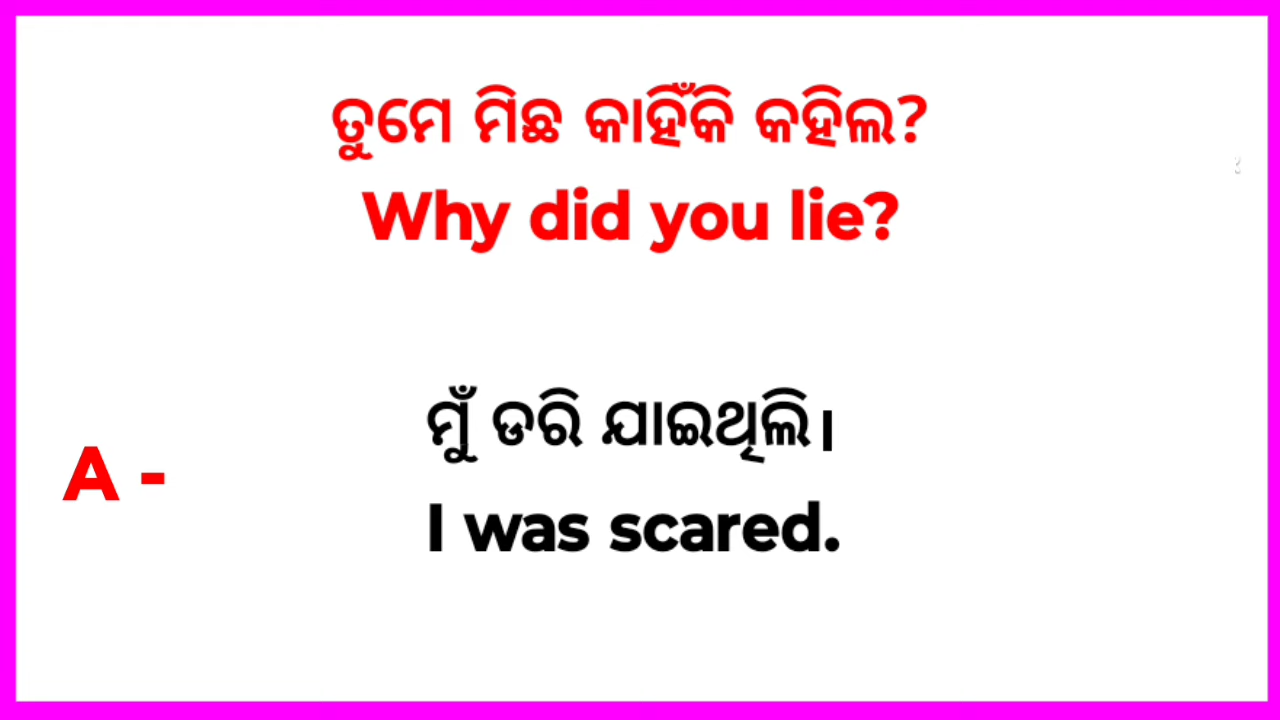 ତୁମେ ମିଛ କାହିଁକି କହିଲ?
Why did you lie?
ମୁଁ ଡରି ଯାଇଥିଲି।
A -
I was scared.